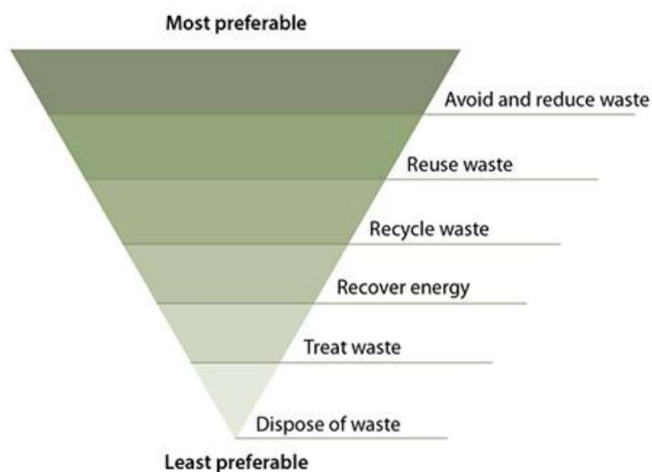 Most preferable
Avoid and reduce waste
Reuse waste
Recycle waste
Recover energy
Treat waste
Dispose of waste
Least preferable